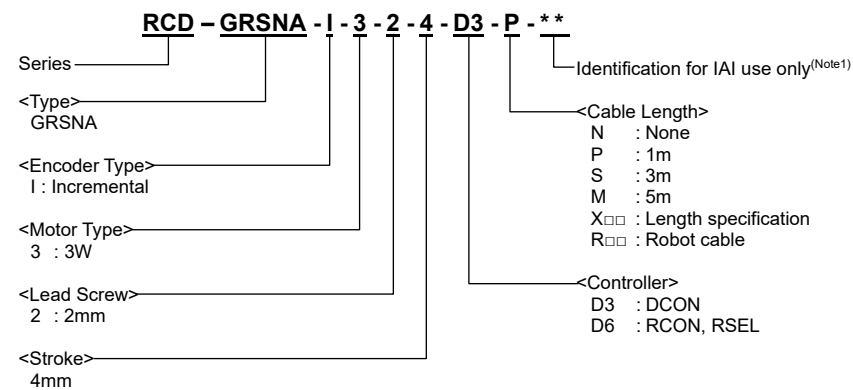 RCD – GRSNA - I - 3 - 2 - 4 - D3 - P - **
Series
<Type>
GRSNA
<Encoder Type>
I : Incremental
<Motor Type>
3 : 3W
<Lead Screw>
2 : 2mm
<Stroke>
4mm
Identification for IAI use only(Note1)
<Cable Length>
N : None
P : 1m
S : 3m
M : 5m
X□□ : Length specification
R□□ : Robot cable
<Controller>
D3 : DCON
D6 : RCON, RSEL